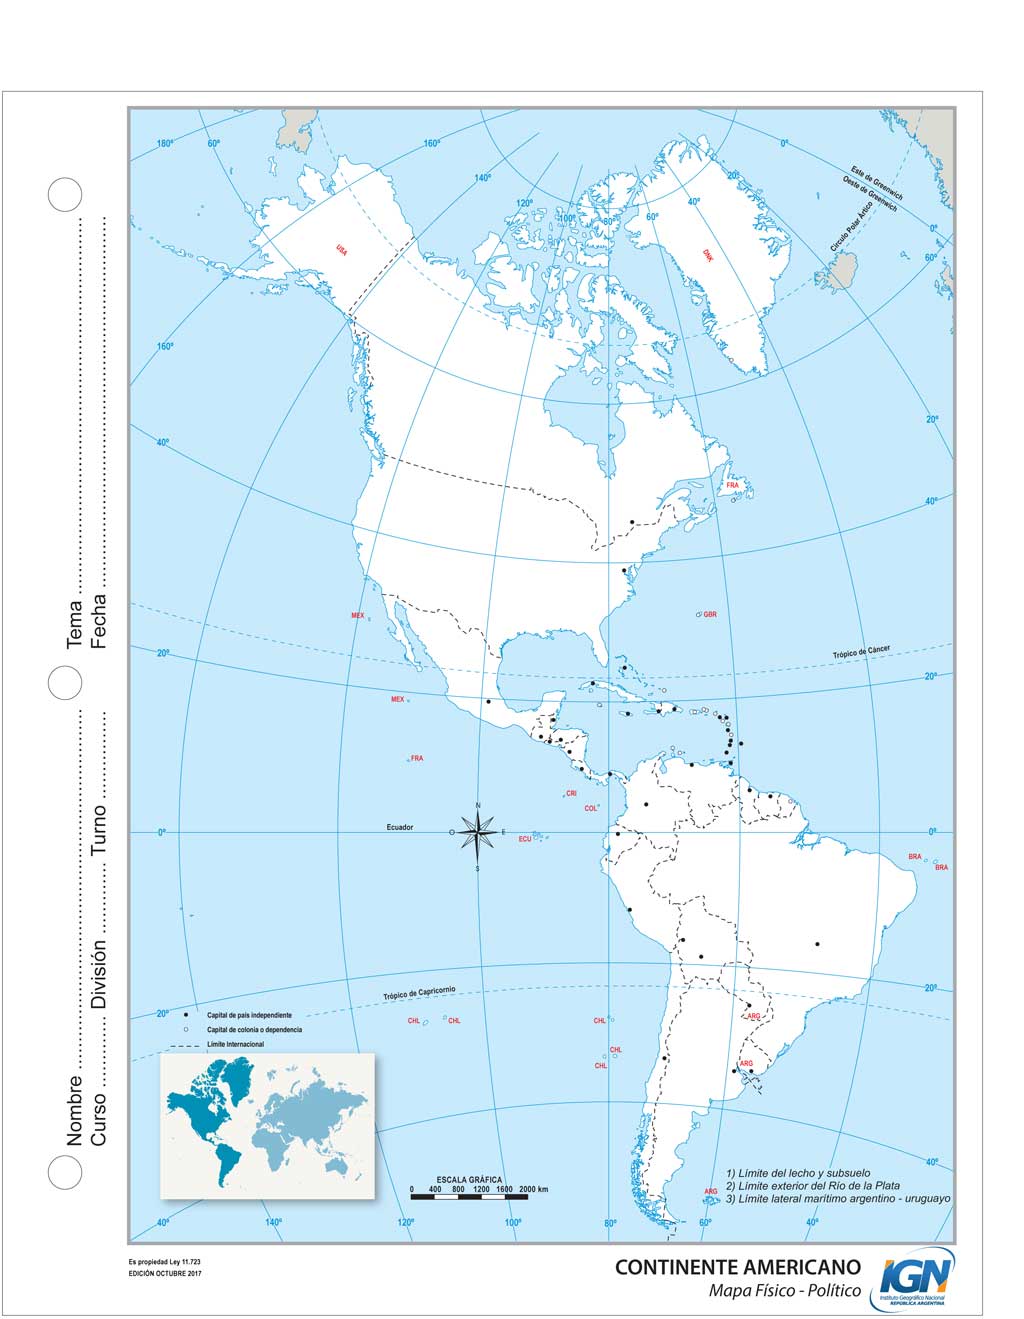 180º
60º
160º
140º
120º
100º
80º
60º
40º
20º
0º
Este de Greenwich
Oeste de Greenwich
Círculo Polar Ártico
0º
60º
USA
DNK
160º
20º
40º
FRA
40º
MEX
GBR
Trópico de Cáncer
20º
20º
MEX
FRA
CRI
COL
N
Ecuador
O
E
S
ECU
0º
0º
BRA
BRA
Trópico de Capricornio
20º
20º
CHL
CHL
CHL
CHL
CHL
ARG
ARG
Capital de país independiente
Capital de colonia o dependencia
Límite Internacional
ESCALA GRÁFICA
0 400 800 1200 1600 2000 km
40º
ARG
1) Límite del lecho y subsuelo
2) Límite exterior del Río de la Plata
3) Límite lateral marítimo argentino - uruguayo
40º
140º
120º
100º
80º
60º
40º
Nombre
Tema
Curso
División
Turno
Fecha
Es propiedad Ley 11.723
EDICIÓN OCTUBRE 2017
CONTINENTE AMERICANO
Mapa Físico - Político
IGN
Instituto Geográfico Nacional
REPÚBLICA ARGENTINA